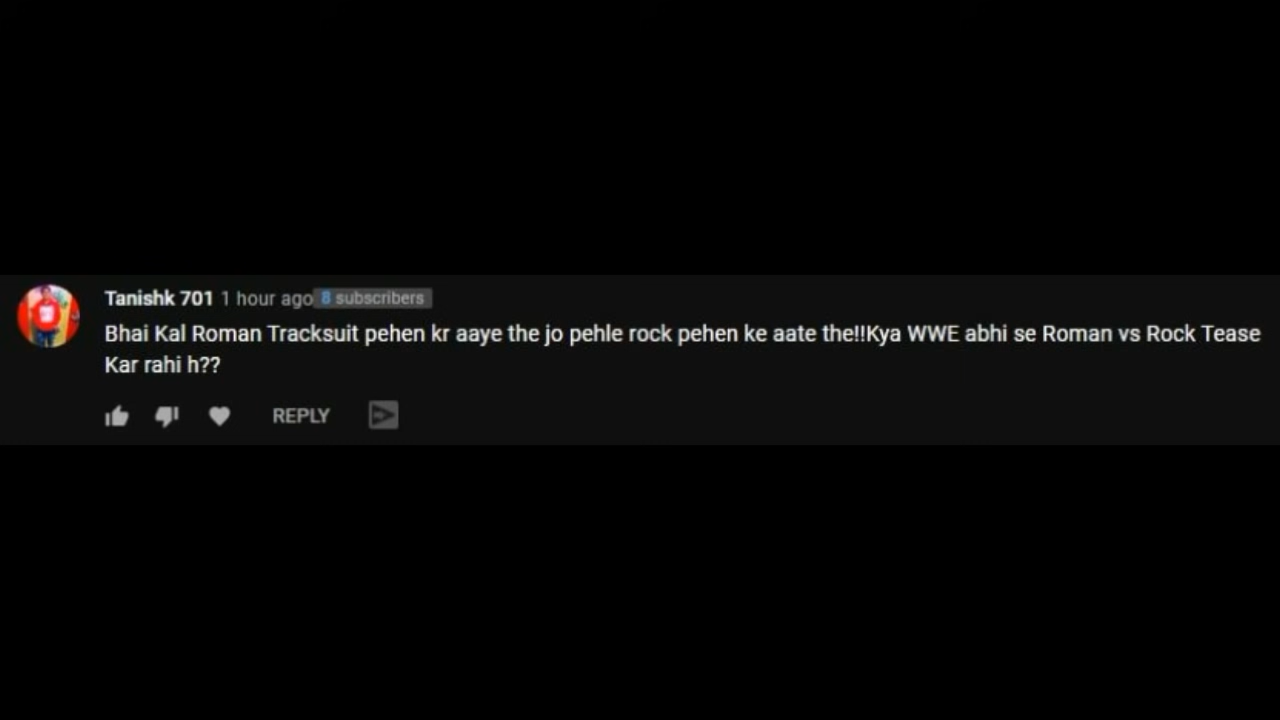 Tanishk 701 1 hour ago 8 subscribers
Bhai Kal Roman Tracksuit pehen kr aaye the jo pehle rock pehen ke aate the!!Kya WWE abhi se Roman vs Rock Tease
Kar rahi h??
REPLY